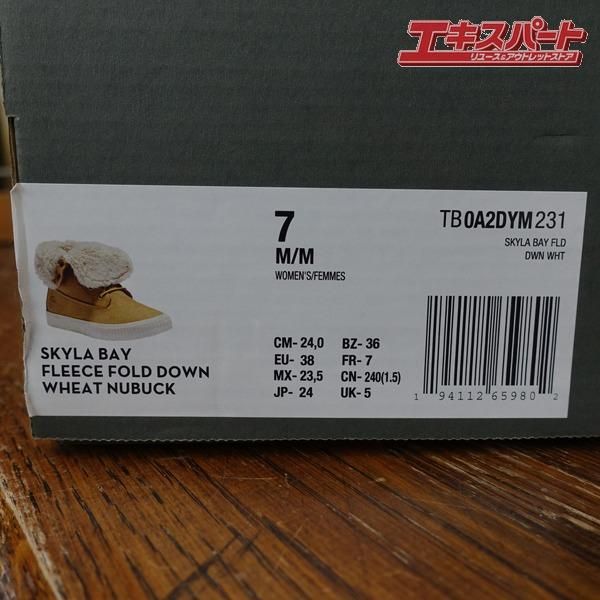 エキスパート
リユース&アウトレットストア
7
M/M
WOMEN'S/FEMMES
TB0A2DYM231
SKYLA BAY FLD
DWN WHT
SKYLA BAY
FLEECE FOLD DOWN
WHEAT NUBUCK
CM- 24,0 BZ- 36
EU- 38 FR- 7
MX- 23,5 CN- 240(1.5)
JP- 24 UK- 5
1 94112 65980 2